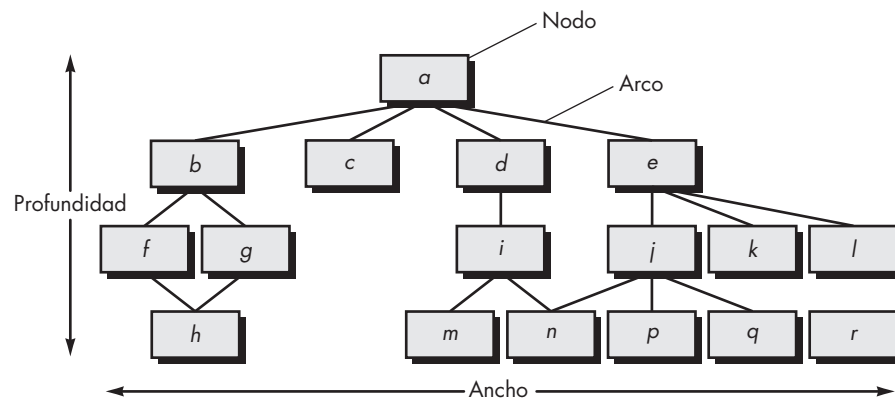 Nodo
a
Arco
b c d e
Profundidad
f g i j k l
h m n p q r
Ancho